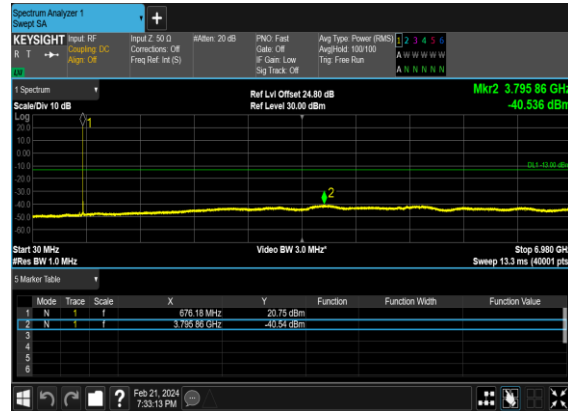 Spectrum Analyzer 1
Swept SA
+
KEYSIGHT Input: RF Input Z: 50 Ω #Atten: 20 dB PNO: Fast Avg Type: Power (RMS) 1 2 3 4 5 6
R T Coupling: DC Corrections: Off Gate: Off Avg|Hold: 100/100 A W W W W W
Align: Off Freq Ref: Int (S) IF Gain: Low Trig: Free Run
Sig Track: Off A N N N N N
LW
1 Spectrum Ref Lvl Offset 24.80 dB Mkr2 3.795 86 GHz
Scale/Div 10 dB Ref Level 30.00 dBm -40.536 dBm
Log
1
20.0
10.0
0.00
-10.0
DL1 -13.00 dBm
-20.0
-30.0
2
-40.0
-50.0
-60.0
Start 30 MHz Video BW 3.0 MHz* Stop 6.980 GHz
#Res BW 1.0 MHz Sweep 13.3 ms (40001 pts)
5 Marker Table
Mode Trace Scale X Y Function Function Width Function Value
1 N 1 f 676.18 MHz 20.75 dBm
2 N 1 f 3.795 86 GHz -40.54 dBm
3
4
5
6
? Feb 21, 2024
7:33:13 PM